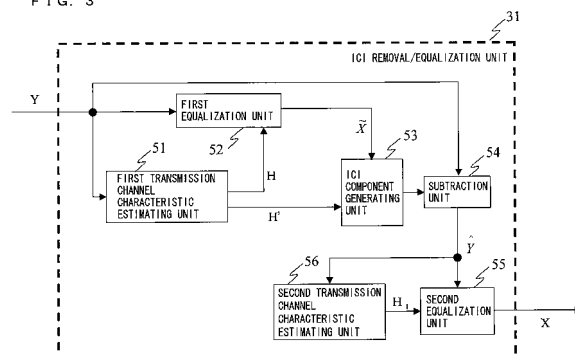 FIG. 3
31
ICI REMOVAL/EQUALIZATION UNIT
Y
FIRST
EQUALIZATION UNIT
52
X̃
53
51
FIRST TRANSMISSION
CHANNEL
CHARACTERISTIC
ESTIMATING UNIT
H
H'
ICI
COMPONENT
GENERATING
UNIT
54
SUBTRACTION
UNIT
Ŷ
56
SECOND TRANSMISSION
CHANNEL
CHARACTERISTIC
ESTIMATING UNIT
H₁
55
SECOND
EQUALIZATION
UNIT
X